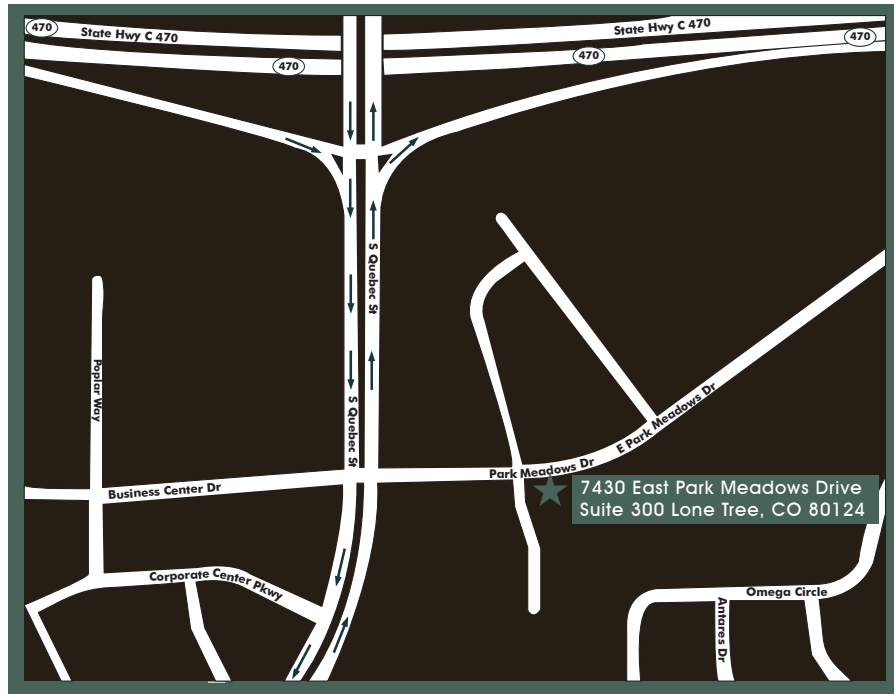 470
State Hwy C 470
State Hwy C 470
470
470
470
S Quebec St
Poplar Way
S Quebec St
E Park Meadows Dr
Park Meadows Dr
Business Center Dr
7430 East Park Meadows Drive
Suite 300 Lone Tree, CO 80124
Corporate Center Pkwy
Omega Circle
Antares Dr